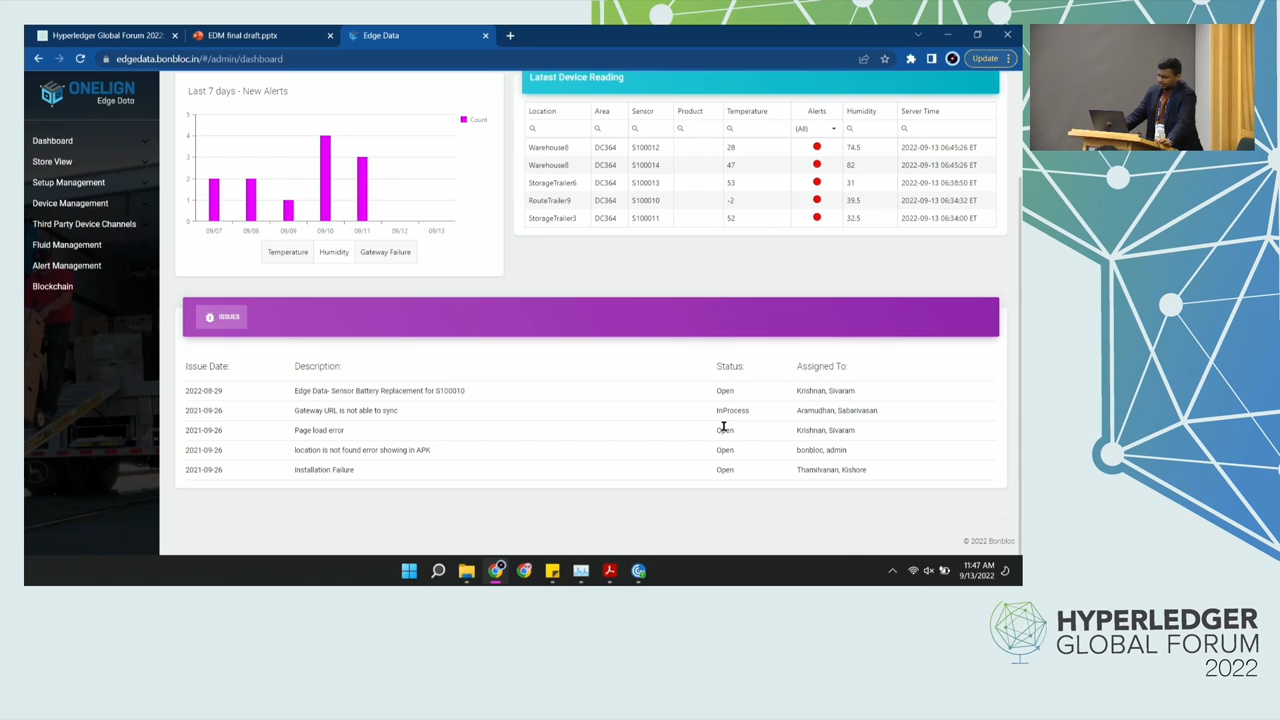 Hyperledger Global Forum 2022:
EDM final draft.pptx
Edge Data
edgedata.bonbloc.in/#/admin/dashboard
Update
ONELIGN
Edge Data
Dashboard
Store View
Setup Management
Device Management
Third Party Device Channels
Fluid Management
Alert Management
Blockchain
Last 7 days - New Alerts
5
4
3
2
1
0
Count
09/07 09/08 09/09 09/10 09/11 09/12 09/13
Temperature Humidity Gateway Failure
Latest Device Reading
Location Area Sensor Product Temperature Alerts Humidity Server Time
(All)
Warehouse8 DC364 S100012 28 74.5 2022-09-13 06:45:26 ET
Warehouse8 DC364 S100014 47 82 2022-09-13 06:45:26 ET
StorageTrailer6 DC364 S100013 53 31 2022-09-13 06:38:50 ET
RouteTrailer9 DC364 S100010 -2 39.5 2022-09-13 06:34:32 ET
StorageTrailer3 DC364 S100011 52 32.5 2022-09-13 06:34:00 ET
ISSUES
Issue Date: Description: Status: Assigned To:
2022-08-29 Edge Data- Sensor Battery Replacement for S100010 Open Krishnan, Sivaram
2021-09-26 Gateway URL is not able to sync InProcess Aramudhan, Sabarivasan
2021-09-26 Page load error Open Krishnan, Sivaram
2021-09-26 location is not found error showing in APK Open bonbloc, admin
2021-09-26 Installation Failure Open Thamilvanan, Kishore
© 2022 Bonbloc
11:47 AM
9/13/2022
HYPERLEDGER
GLOBAL FORUM
2022